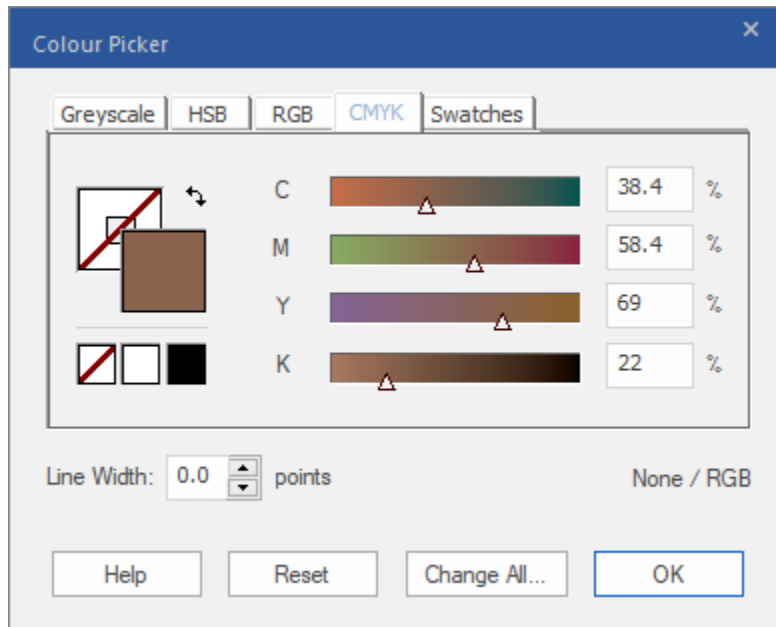 Colour Picker
Greyscale HSB RGB CMYK Swatches
C 38.4 %
M 58.4 %
Y 69 %
K 22 %
Line Width: 0.0 points None / RGB
Help Reset Change All... OK